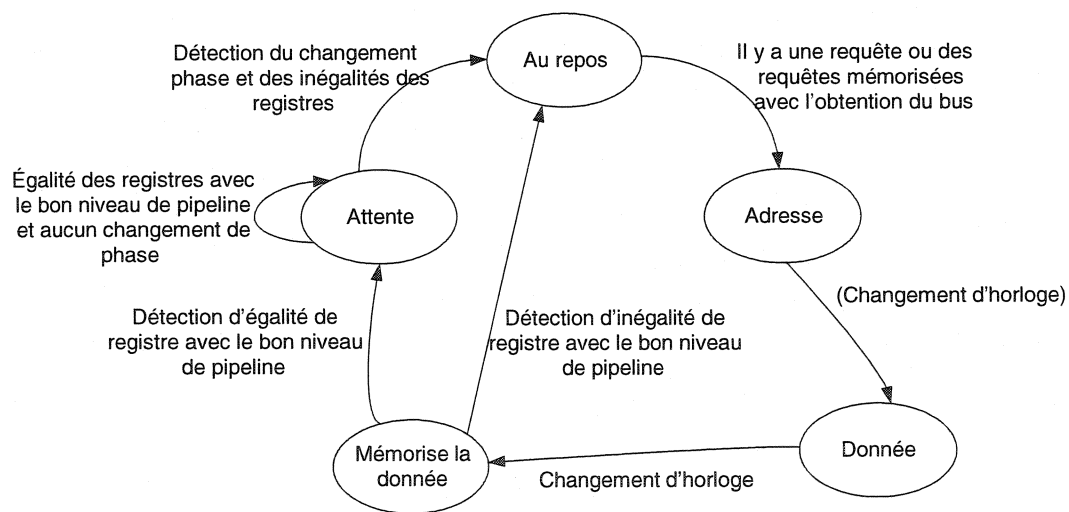 Détection du changement
phase et des inégalités des
registres
Au repos
Il y a une requête ou des
requêtes mémorisées
avec l'obtention du bus
Égalité des registres avec
le bon niveau de pipeline
et aucun changement de
phase
Attente
Adresse
(Changement d'horloge)
Détection d'égalité de
registre avec le bon niveau
de pipeline
Détection d'inégalité de
registre avec le bon niveau
de pipeline
Mémorise la
donnée
Changement d'horloge
Donnée